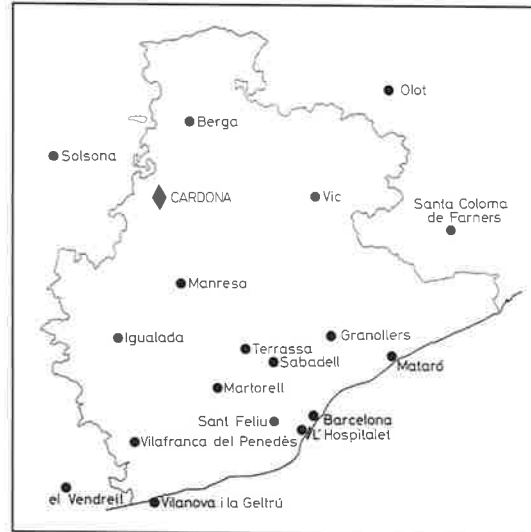 Olot
Berga
Solsona
CARDONA
Vic
Santa Coloma
de Farners
Manresa
Igualada
Granollers
Terrassa
Sabadell
Mataró
Martorell
Barcelona
Sant Feliu
L'Hospitalet
Vilafranca del Penedès
el Vendrell
Vilanova i la Geltrú